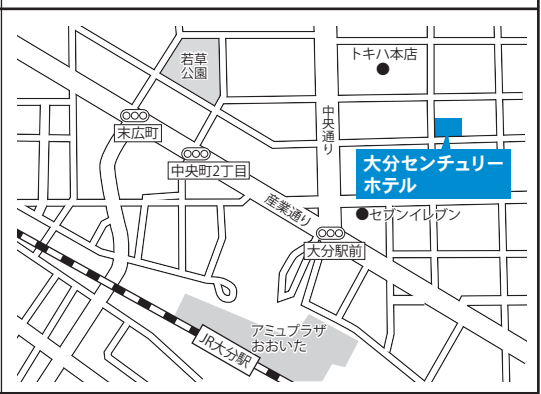 若草
公園
トキハ本店
末広町
中央通り
中央町2丁目
大分センチュリー
ホテル
産業通り
セブンイレブン
大分駅前
アミュプラザ
おおいた
JR大分駅